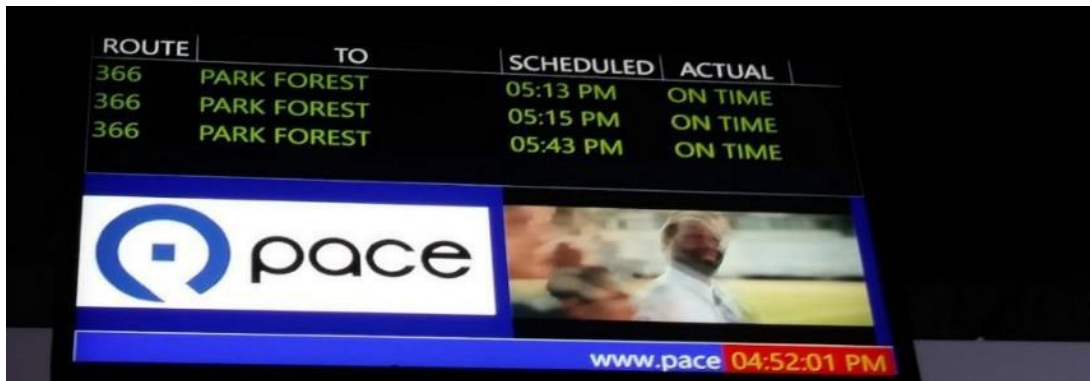 ROUTE TO SCHEDULED ACTUAL
366 PARK FOREST 05:13 PM ON TIME
366 PARK FOREST 05:15 PM ON TIME
366 PARK FOREST 05:43 PM ON TIME
pace
www.pace 04:52:01 PM